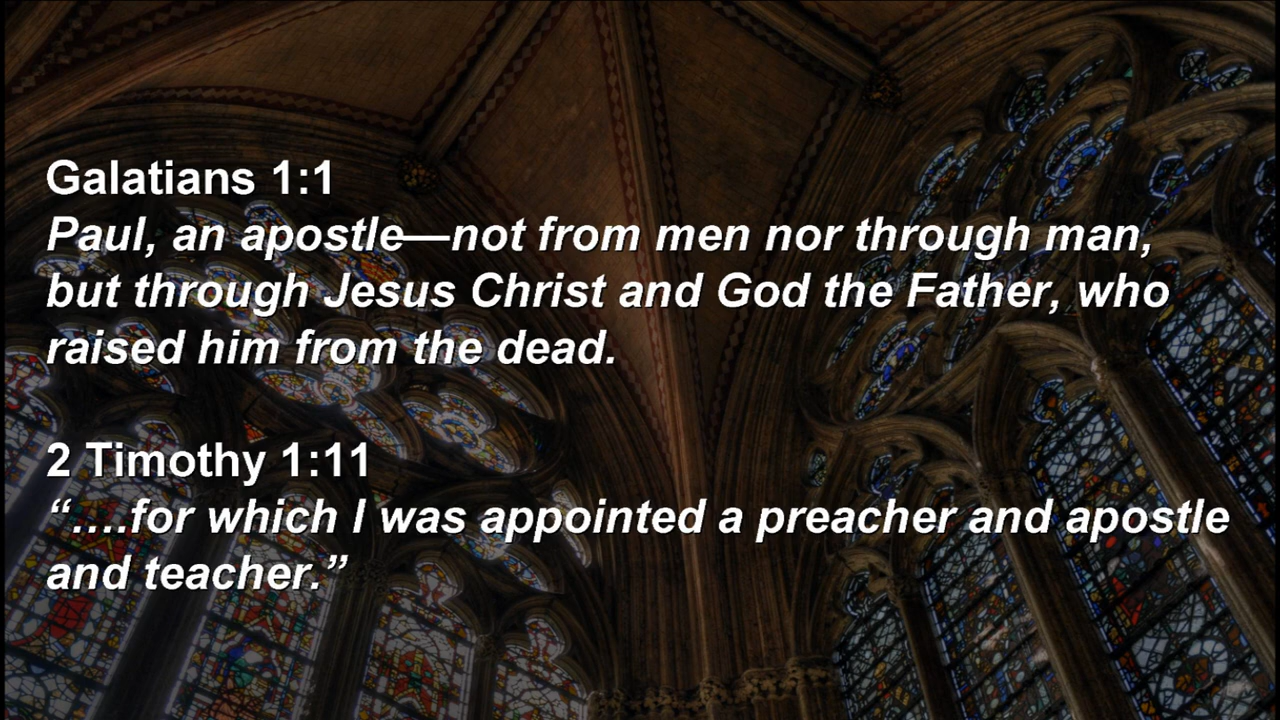 Galatians 1:1
Paul, an apostle—not from men nor through man,
but through Jesus Christ and God the Father, who
raised him from the dead.
2 Timothy 1:11
“….for which I was appointed a preacher and apostle
and teacher.”